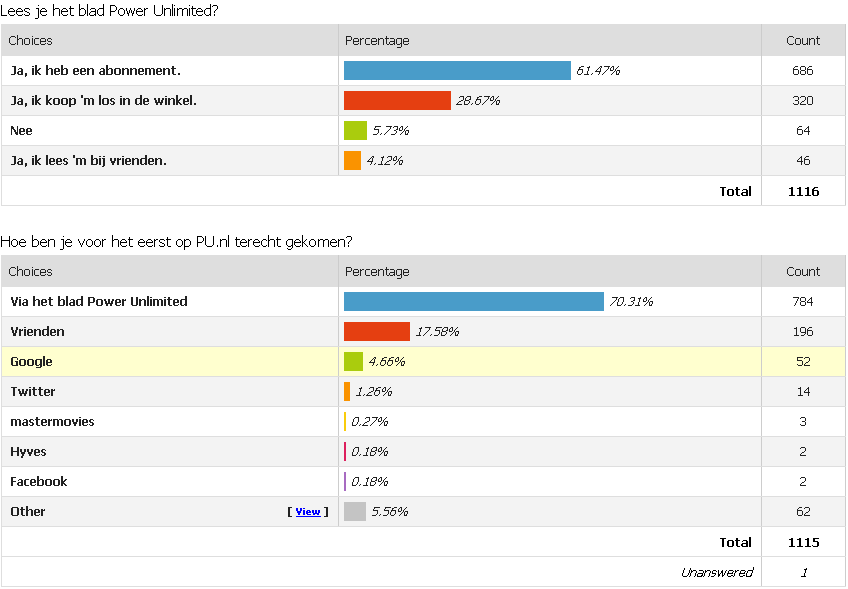 Lees je het blad Power Unlimited?
Choices Percentage Count
Ja, ik heb een abonnement. 61.47% 686
Ja, ik koop 'm los in de winkel. 28.67% 320
Nee 5.73% 64
Ja, ik lees 'm bij vrienden. 4.12% 46
Total 1116
Hoe ben je voor het eerst op PU.nl terecht gekomen?
Choices Percentage Count
Via het blad Power Unlimited 70.31% 784
Vrienden 17.58% 196
Google 4.66% 52
Twitter 1.26% 14
mastermovies 0.27% 3
Hyves 0.18% 2
Facebook 0.18% 2
Other [ View ] 5.56% 62
Total 1115
Unanswered 1